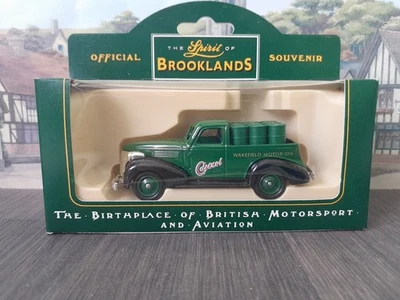 THE Spirit OF
OFFICIAL BROOKLANDS SOUVENIR
WAKEFIELD MOTOR OIL
Castrol
THE BIRTHPLACE OF BRITISH MOTORSPORT
AND AVIATION